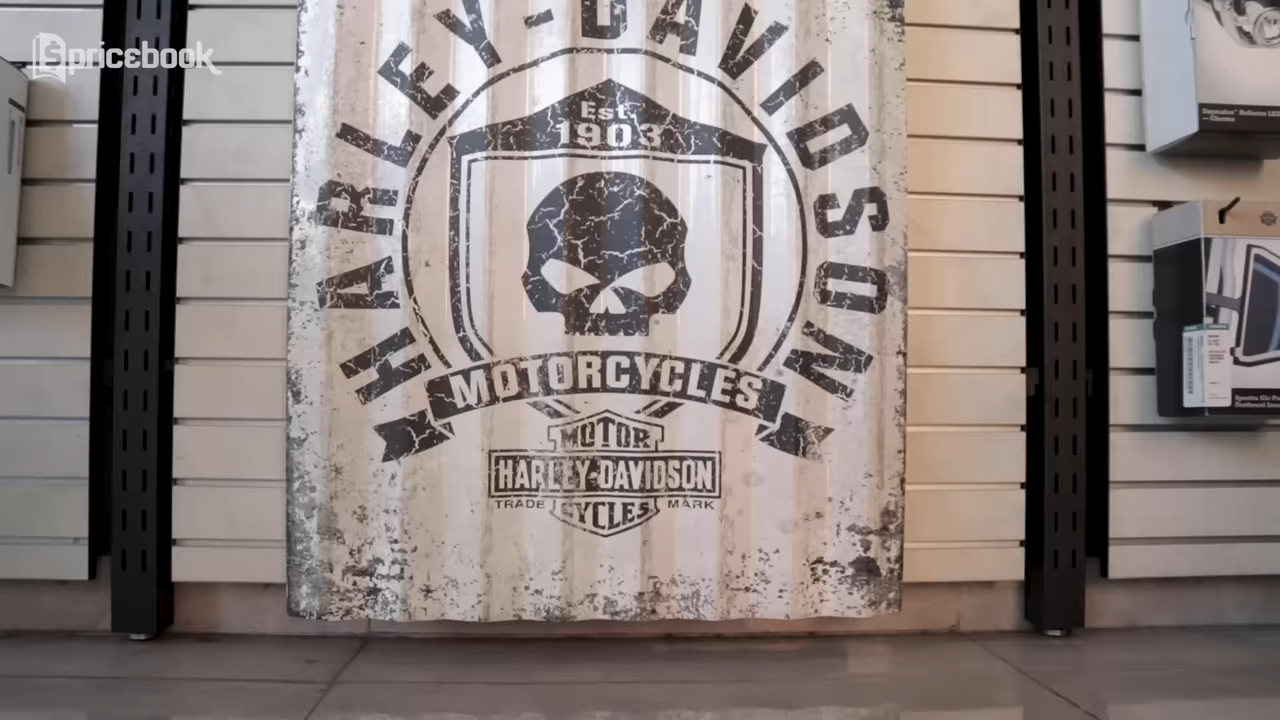 pricebook
HARLEY-DAVIDSON
Est.
1903
MOTORCYCLES
MOTOR
HARLEY-DAVIDSON
TRADE MARK
CYCLES